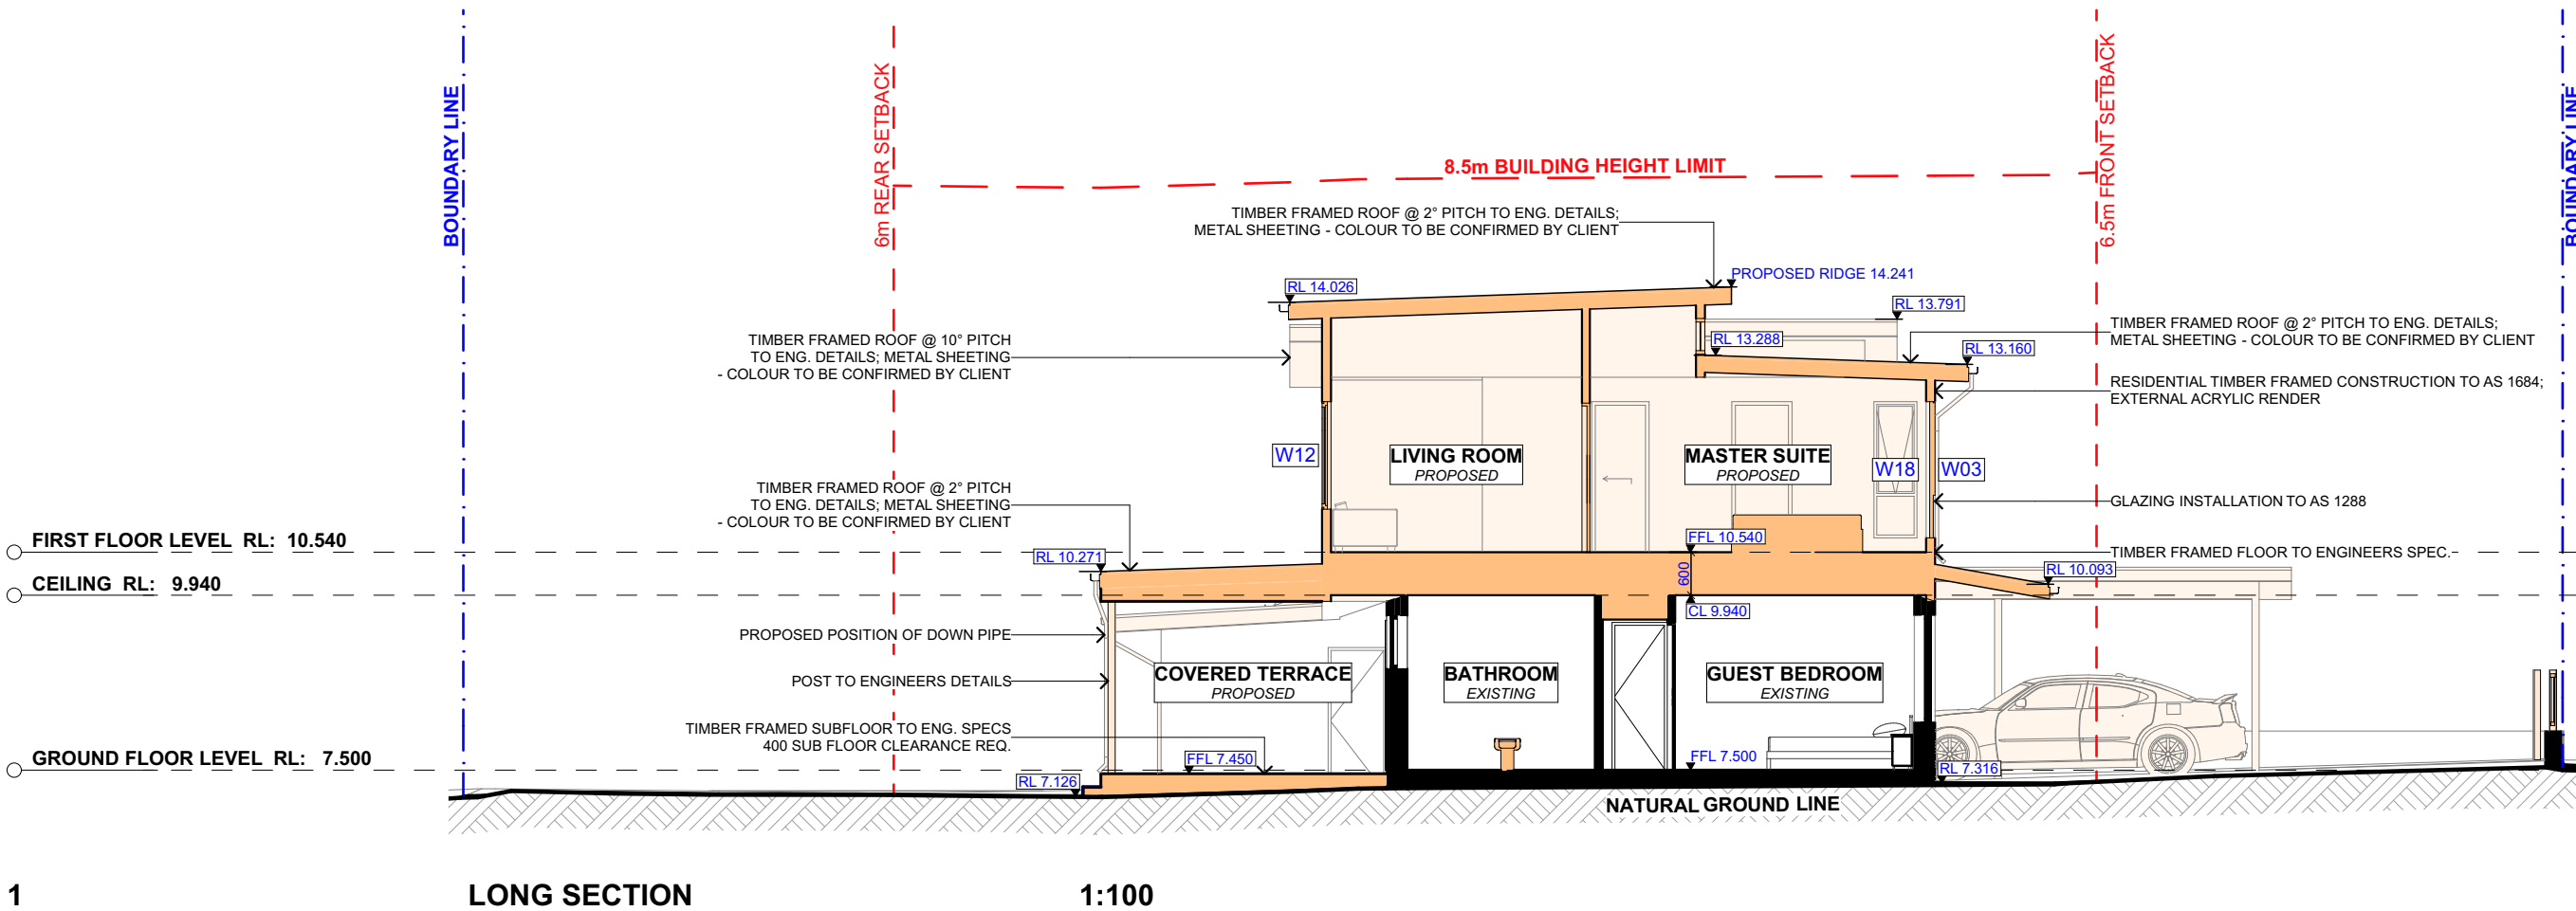 BOUNDARY LINE
6m REAR SETBACK
8.5m BUILDING HEIGHT LIMIT
6.5m FRONT SETBACK
BOUNDARY LINE
TIMBER FRAMED ROOF @ 2° PITCH TO ENG. DETAILS;
METAL SHEETING - COLOUR TO BE CONFIRMED BY CLIENT
PROPOSED RIDGE 14.241
RL 14.026
RL 13.791
TIMBER FRAMED ROOF @ 10° PITCH
TO ENG. DETAILS; METAL SHEETING
- COLOUR TO BE CONFIRMED BY CLIENT
RL 13.288
RL 13.160
TIMBER FRAMED ROOF @ 2° PITCH TO ENG. DETAILS;
METAL SHEETING - COLOUR TO BE CONFIRMED BY CLIENT
RESIDENTIAL TIMBER FRAMED CONSTRUCTION TO AS 1684;
EXTERNAL ACRYLIC RENDER
W12
LIVING ROOM
PROPOSED
MASTER SUITE
PROPOSED
W18
W03
TIMBER FRAMED ROOF @ 2° PITCH
TO ENG. DETAILS; METAL SHEETING
- COLOUR TO BE CONFIRMED BY CLIENT
GLAZING INSTALLATION TO AS 1288
FIRST FLOOR LEVEL RL: 10.540
FFL 10.540
TIMBER FRAMED FLOOR TO ENGINEERS SPEC.
RL 10.271
600
RL 10.093
CEILING RL: 9.940
CL 9.940
PROPOSED POSITION OF DOWN PIPE
POST TO ENGINEERS DETAILS
COVERED TERRACE
PROPOSED
BATHROOM
EXISTING
GUEST BEDROOM
EXISTING
TIMBER FRAMED SUBFLOOR TO ENG. SPECS
400 SUB FLOOR CLEARANCE REQ.
GROUND FLOOR LEVEL RL: 7.500
FFL 7.450
FFL 7.500
RL 7.126
RL 7.316
NATURAL GROUND LINE
1
LONG SECTION
1:100